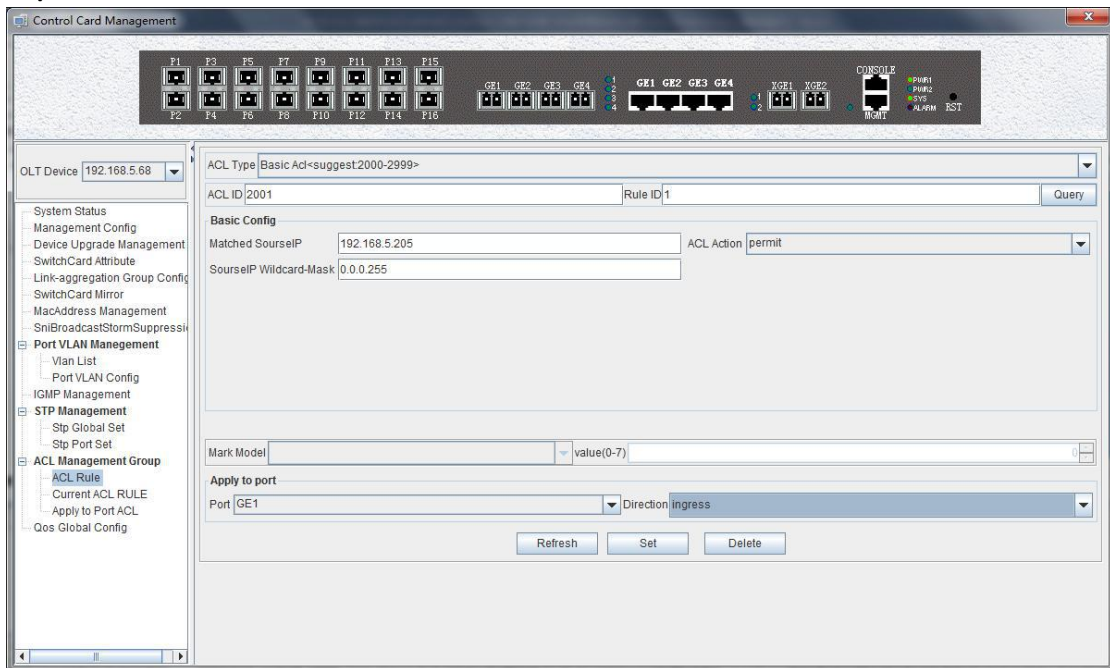 Control Card Management
P1 P3 P5 P7 P9 P11 P13 P15
P2 P4 P6 P8 P10 P12 P14 P16
GE1 GE2 GE3 GE4
1
2
3
4
GE1 GE2 GE3 GE4
1
2
XGE1 XGE2
CONSOLE
MGMT
PWR1
PWR2
SYS
ALARM
RST
OLT Device 192.168.5.68
System Status
Management Config
Device Upgrade Management
SwitchCard Attribute
Link-aggregation Group Config
SwitchCard Mirror
MacAddress Management
SniBroadcastStormSuppressi
Port VLAN Manegement
Vlan List
Port VLAN Config
IGMP Management
STP Management
Stp Global Set
Stp Port Set
ACL Management Group
ACL Rule
Current ACL RULE
Apply to Port ACL
Qos Global Config
ACL Type Basic Acl<suggest:2000-2999>
ACL ID 2001 Rule ID 1 Query
Basic Config
Matched SourseIP 192.168.5.205 ACL Action permit
SourseIP Wildcard-Mask 0.0.0.255
Mark Model value(0-7) 0
Apply to port
Port GE1 Direction ingress
Refresh Set Delete